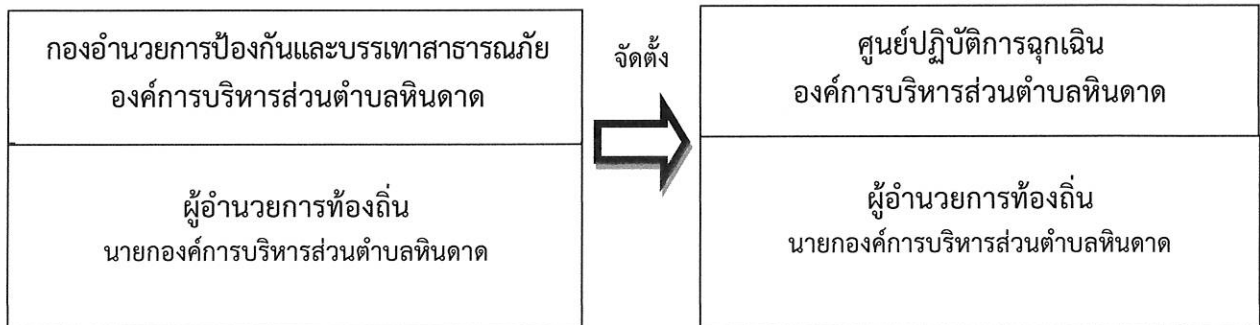 กองอำนวยการป้องกันและบรรเทาสาธารณภัย
องค์การบริหารส่วนตำบลหินดาด
ผู้อำนวยการท้องถิ่น
นายกองค์การบริหารส่วนตำบลหินดาด
จัดตั้ง
ศูนย์ปฏิบัติการฉุกเฉิน
องค์การบริหารส่วนตำบลหินดาด
ผู้อำนวยการท้องถิ่น
นายกองค์การบริหารส่วนตำบลหินดาด